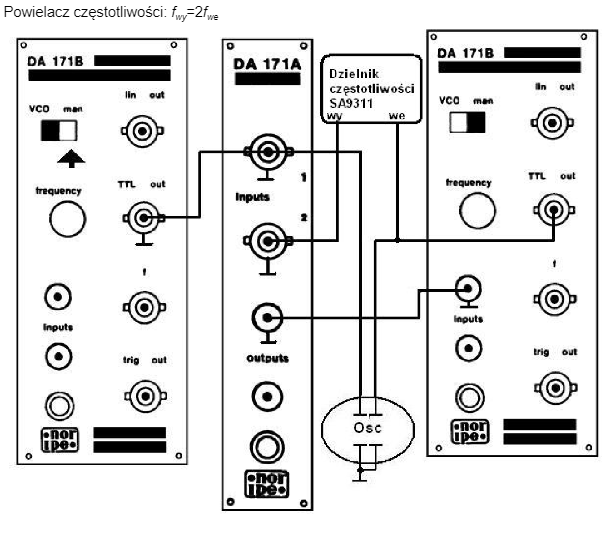 Powielacz częstotliwości: fwy=2fwe
DA 171B
VCO man
lin out
frequency
TTL out
f
inputs
trig out
nor
ipe
DA 171A
1
inputs
2
outputs
nor
ipe
Dzielnik
częstotliwości
SA9311
wy we
Osc
DA 171B
VCO man
lin out
frequency
TTL out
f
inputs
trig out
nor
ipe